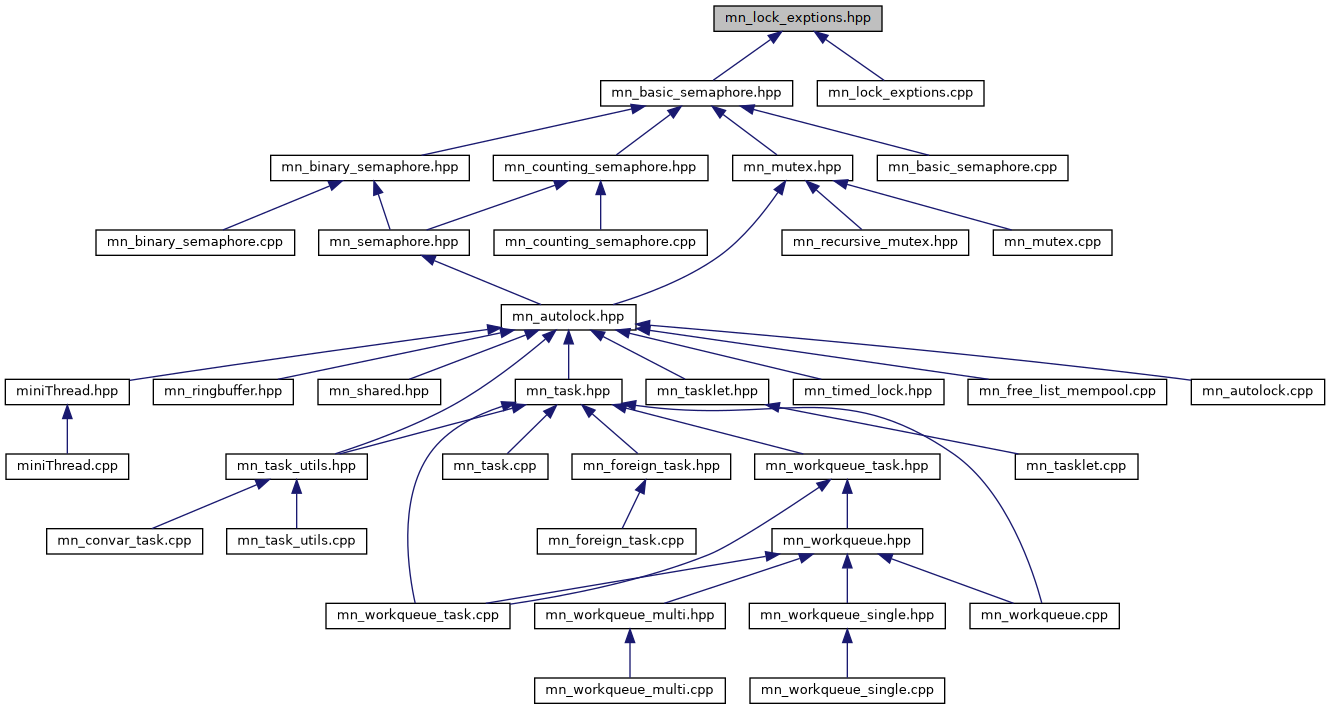 mn_lock_exptions.hpp
mn_basic_semaphore.hpp
mn_lock_exptions.cpp
mn_binary_semaphore.hpp
mn_counting_semaphore.hpp
mn_mutex.hpp
mn_basic_semaphore.cpp
mn_binary_semaphore.cpp
mn_semaphore.hpp
mn_counting_semaphore.cpp
mn_recursive_mutex.hpp
mn_mutex.cpp
mn_autolock.hpp
miniThread.hpp
mn_ringbuffer.hpp
mn_shared.hpp
mn_task.hpp
mn_tasklet.hpp
mn_timed_lock.hpp
mn_free_list_mempool.cpp
mn_autolock.cpp
miniThread.cpp
mn_task_utils.hpp
mn_task.cpp
mn_foreign_task.hpp
mn_workqueue_task.hpp
mn_tasklet.cpp
mn_convar_task.cpp
mn_task_utils.cpp
mn_foreign_task.cpp
mn_workqueue.hpp
mn_workqueue_task.cpp
mn_workqueue_multi.hpp
mn_workqueue_single.hpp
mn_workqueue.cpp
mn_workqueue_multi.cpp
mn_workqueue_single.cpp